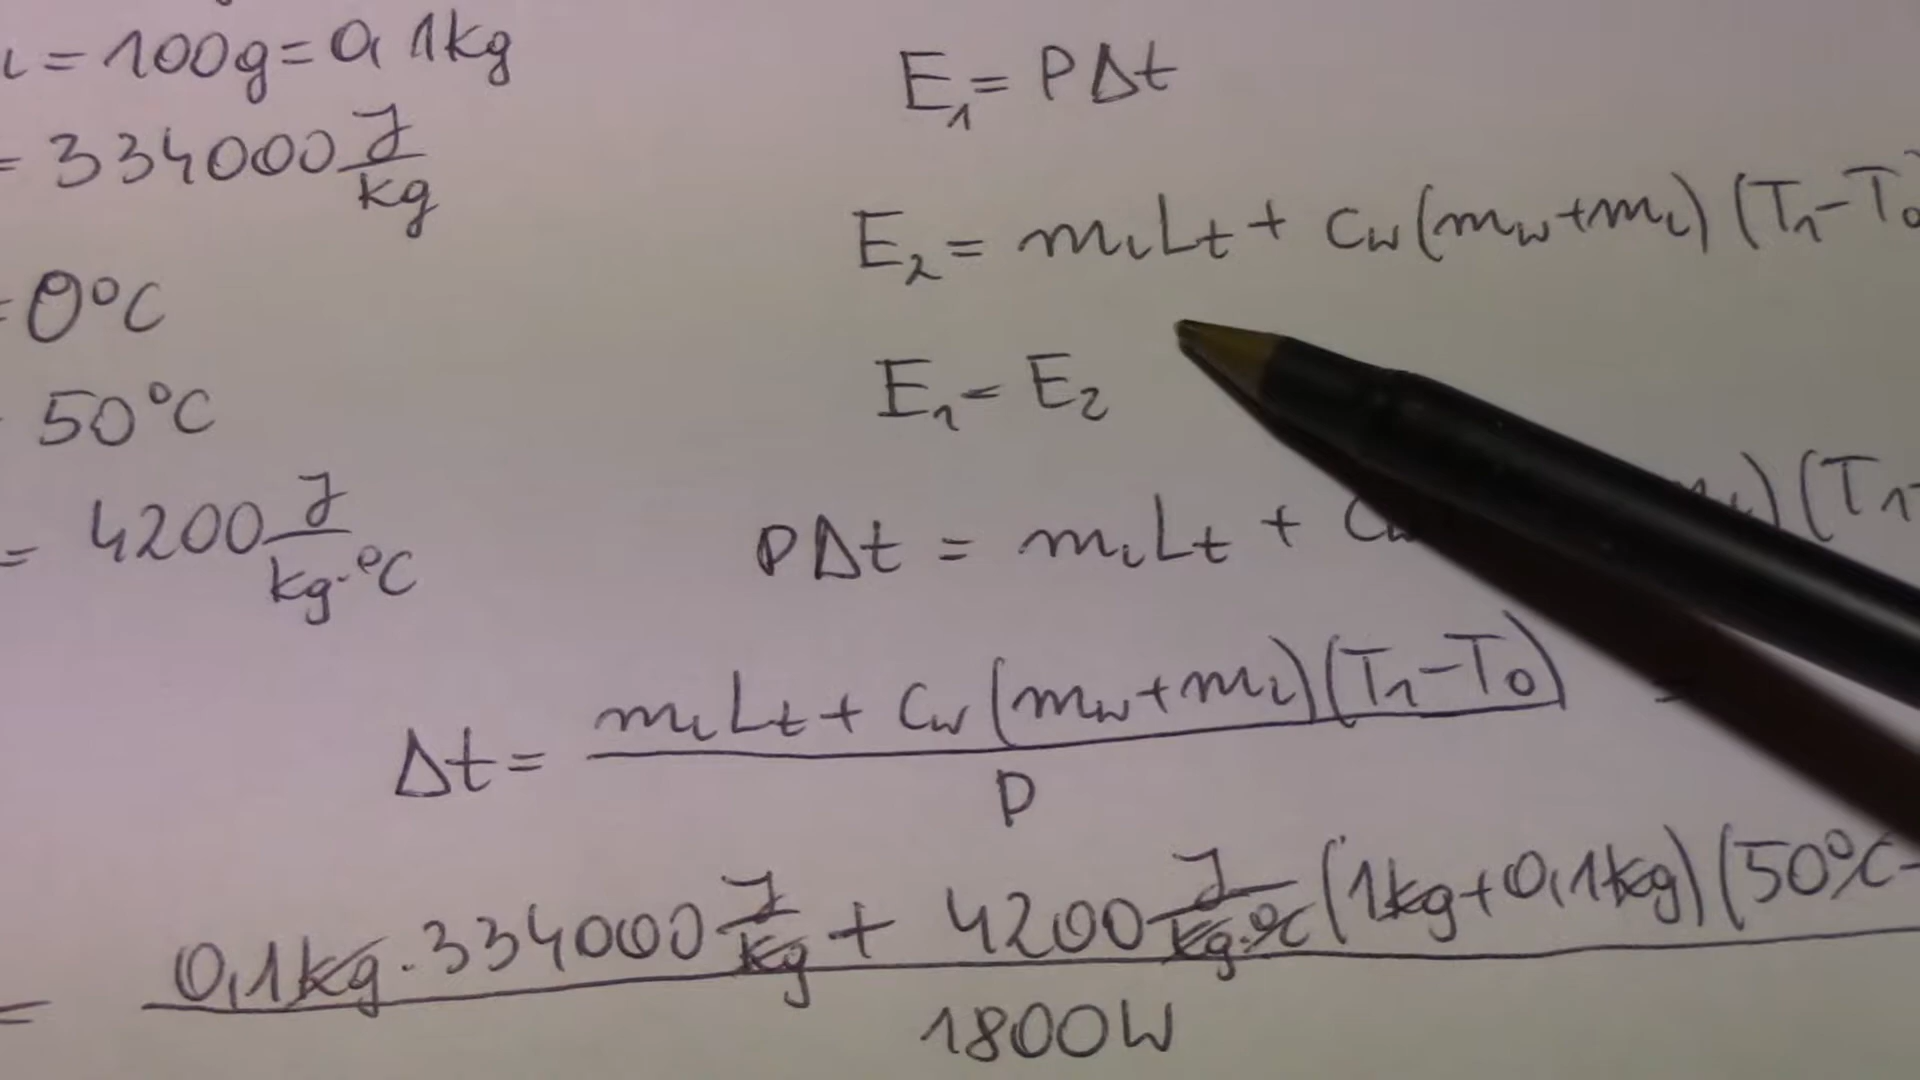 ι = 100g = 0,1kg
E₁ = PΔt
= 334000 J/kg
E₂ = mᵢLt + Cw(mw+mᵢ)(T₁-T₀
= 0°C
E₁ = E₂
50°C
= 4200 J/kg·°C
PΔt = mᵢLt + Cw )(T₁-
Δt = mᵢLt + Cw(mw+mᵢ)(T₁-T₀) / P =
= 0,1kg·334000 J/kg + 4200 J/kg·°C (1kg+0,1kg)(50°C- / 1800W